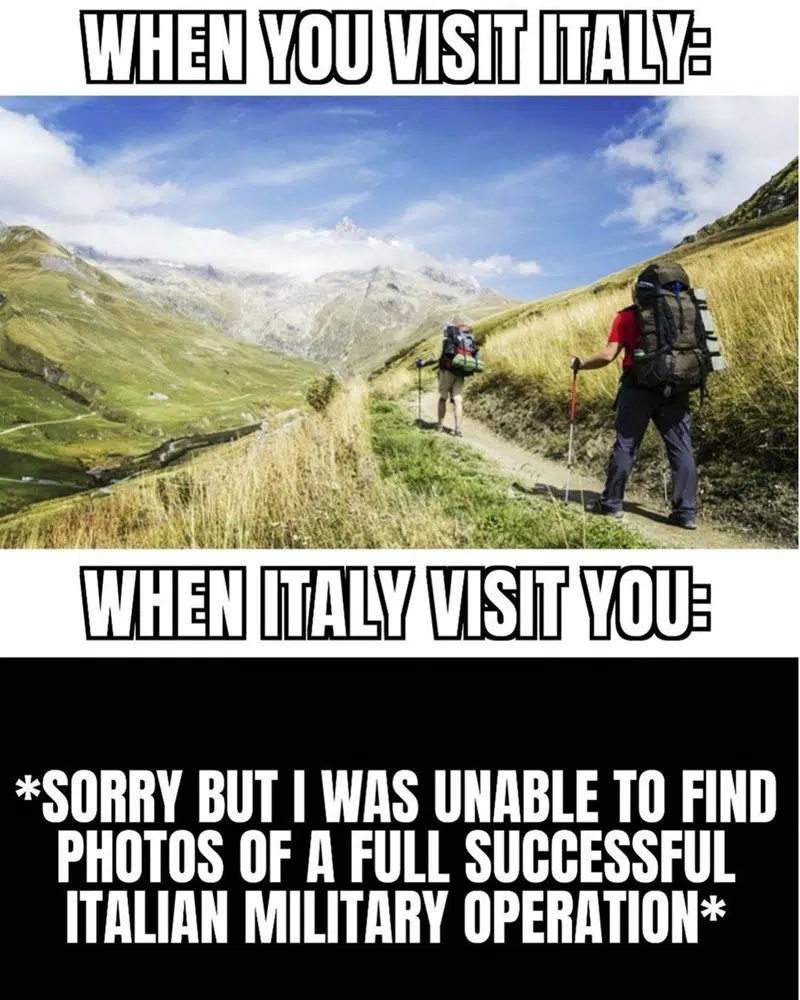 WHEN YOU VISIT ITALY:
WHEN ITALY VISIT YOU:
*SORRY BUT I WAS UNABLE TO FIND
PHOTOS OF A FULL SUCCESSFUL
ITALIAN MILITARY OPERATION*